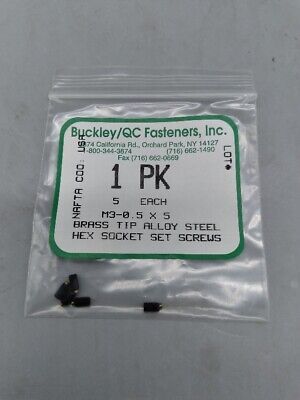 Buckley/QC Fasteners, Inc.
3874 California Rd., Orchard Park, NY 14127
1-800-344-3674 (716) 662-1490
Fax (716) 662-0669
1 PK
5 EACH
M3-0.5 X 5
BRASS TIP ALLOY STEEL
HEX SOCKET SET SCREWS
NAFTA COO: USA
LOT#